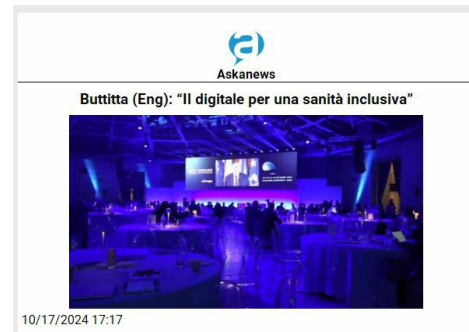 Askanews
Buttitta (Eng): “Il digitale per una sanità inclusiva”
10/17/2024 17:17